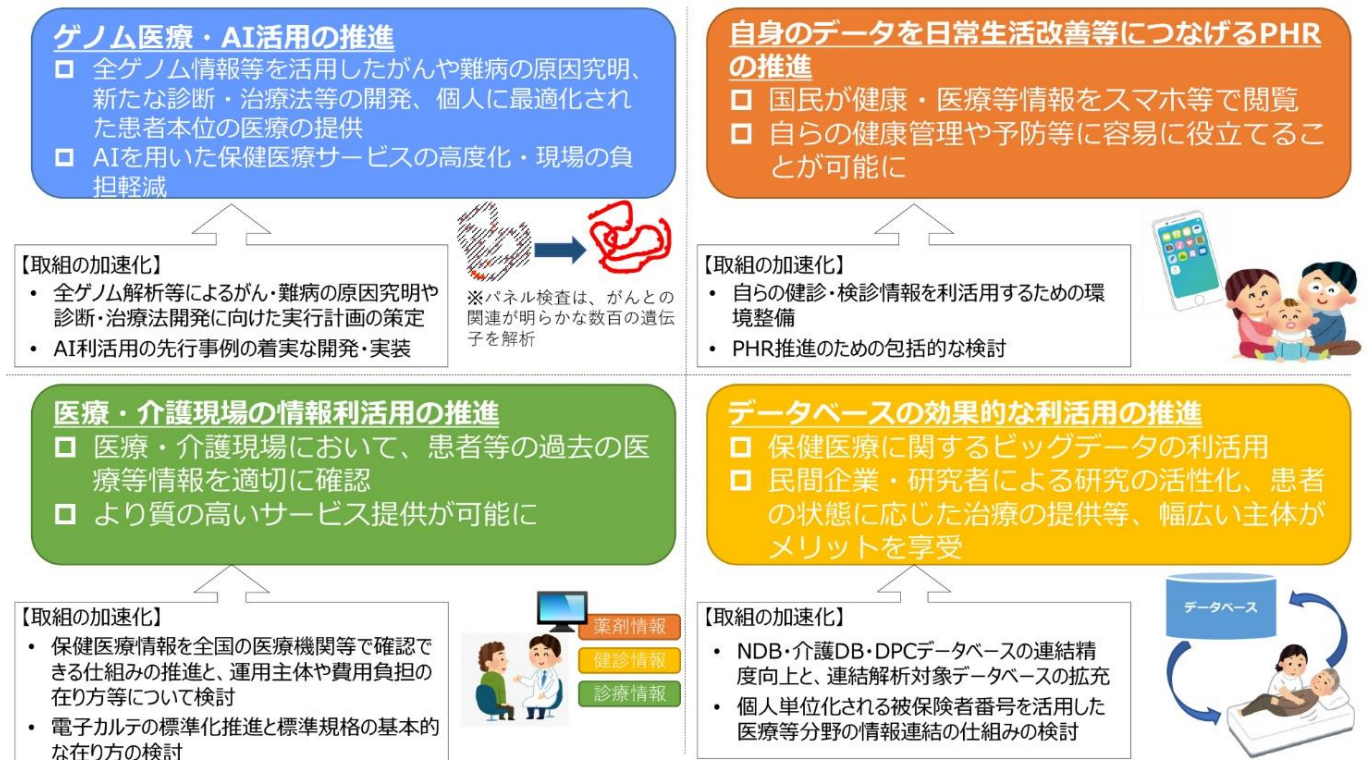 ゲノム医療・AI活用の推進
全ゲノム情報等を活用したがんや難病の原因究明、
新たな診断・治療法等の開発、個人に最適化され
た患者本位の医療の提供
AIを用いた保健医療サービスの高度化・現場の負
担軽減
【取組の加速化】
• 全ゲノム解析等によるがん・難病の原因究明や
診断・治療法開発に向けた実行計画の策定
• AI利活用の先行事例の着実な開発・実装
※パネル検査は、がんとの
関連が明らかな数百の遺伝
子を解析
自身のデータを日常生活改善等につなげるPHR
の推進
国民が健康・医療等情報をスマホ等で閲覧
自らの健康管理や予防等に容易に役立てるこ
とが可能に
【取組の加速化】
• 自らの健診・検診情報を利活用するための環
境整備
• PHR推進のための包括的な検討
医療・介護現場の情報利活用の推進
医療・介護現場において、患者等の過去の医
療等情報を適切に確認
より質の高いサービス提供が可能に
【取組の加速化】
• 保健医療情報を全国の医療機関等で確認で
きる仕組みの推進と、運用主体や費用負担の
在り方等について検討
• 電子カルテの標準化推進と標準規格の基本的
な在り方の検討
薬剤情報
健診情報
診療情報
データベースの効果的な利活用の推進
保健医療に関するビッグデータの利活用
民間企業・研究者による研究の活性化、患者
の状態に応じた治療の提供等、幅広い主体が
メリットを享受
【取組の加速化】
• NDB・介護DB・DPCデータベースの連結精
度向上と、連結解析対象データベースの拡充
• 個人単位化される被保険者番号を活用した
医療等分野の情報連結の仕組みの検討
データベース